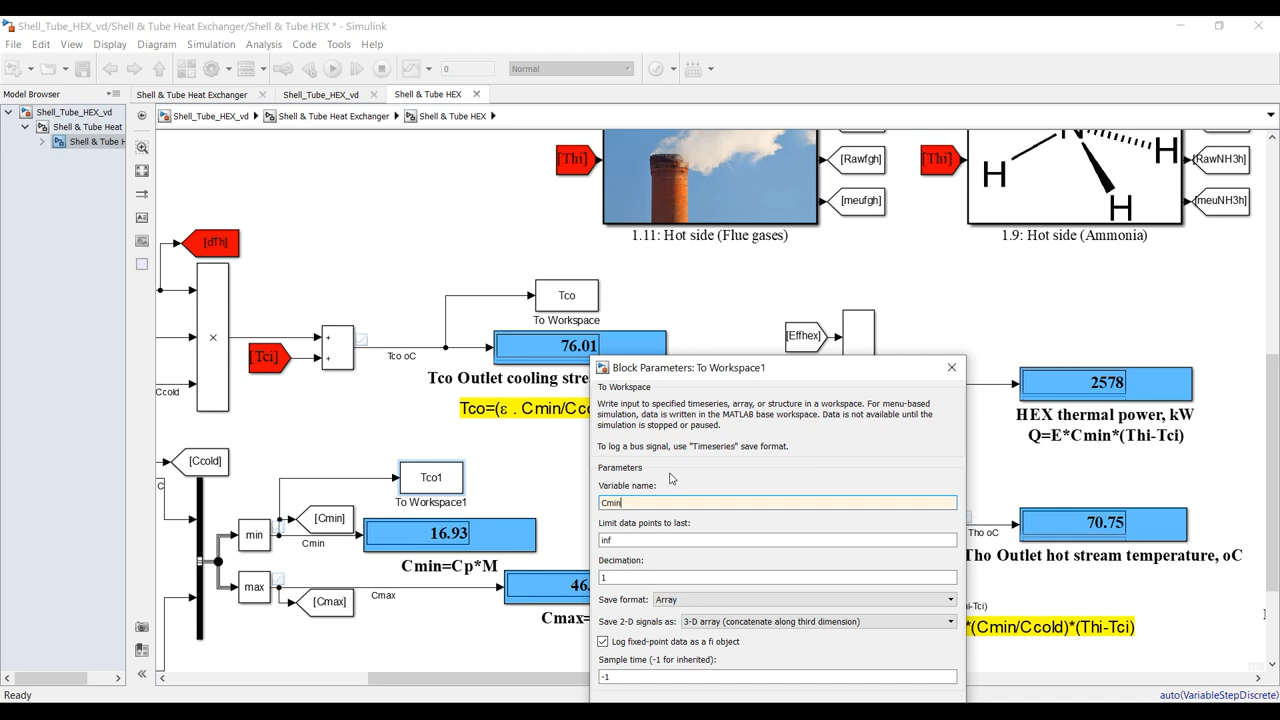 Shell_Tube_HEX_vd/Shell & Tube Heat Exchanger/Shell & Tube HEX * - Simulink
File Edit View Display Diagram Simulation Analysis Code Tools Help
0 Normal
Model Browser
Shell & Tube Heat Exchanger
Shell_Tube_HEX_vd
Shell & Tube HEX
Shell_Tube_HEX_vd
Shell & Tube Heat
Shell & Tube H
Shell_Tube_HEX_vd Shell & Tube Heat Exchanger Shell & Tube HEX
[Thi]
[Rawfgh]
[meufgh]
1.11: Hot side (Flue gases)
[Thi]
N
H
H
H
[RawNH3h]
[meuNH3h]
1.9: Hot side (Ammonia)
[dTh]
×
[Tci]
+
+
Ccold
Tco oC
Tco
To Workspace
76.01
Tco Outlet cooling stre
Tco=(ε . Cmin/Cco
[Effhex]
2578
HEX thermal power, kW
Q=E*Cmin*(Thi-Tci)
[Ccold]
C
Tco1
To Workspace1
min
[Cmin]
Cmin
16.93
Cmin=Cp*M
max
[Cmax]
Cmax
46.
Cmax=
Tho oC
70.75
Tho Outlet hot stream temperature, oC
i-Tci)
*(Cmin/Ccold)*(Thi-Tci)
Block Parameters: To Workspace1
To Workspace
Write input to specified timeseries, array, or structure in a workspace. For menu-based
simulation, data is written in the MATLAB base workspace. Data is not available until the
simulation is stopped or paused.
To log a bus signal, use "Timeseries" save format.
Parameters
Variable name:
Cmin
Limit data points to last:
inf
Decimation:
1
Save format: Array
Save 2-D signals as: 3-D array (concatenate along third dimension)
Log fixed-point data as a fi object
Sample time (-1 for inherited):
-1
Ready
auto(VariableStepDiscrete)